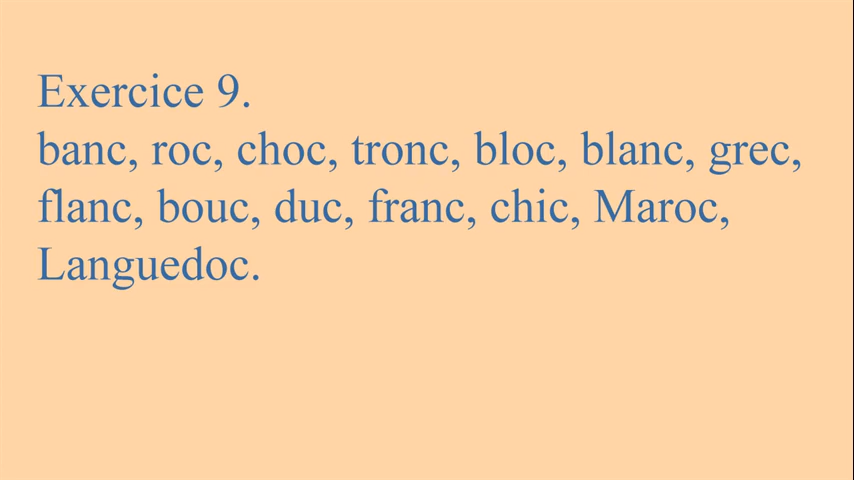 Exercice 9.
banc, roc, choc, tronc, bloc, blanc, grec,
flanc, bouc, duc, franc, chic, Maroc,
Languedoc.